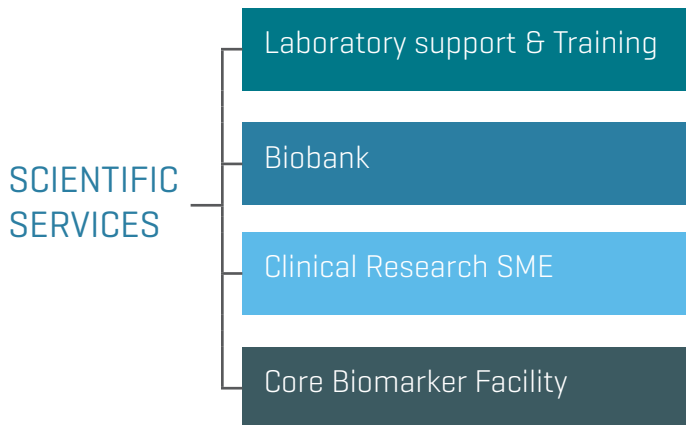 SCIENTIFIC
SERVICES
Laboratory support & Training
Biobank
Clinical Research SME
Core Biomarker Facility